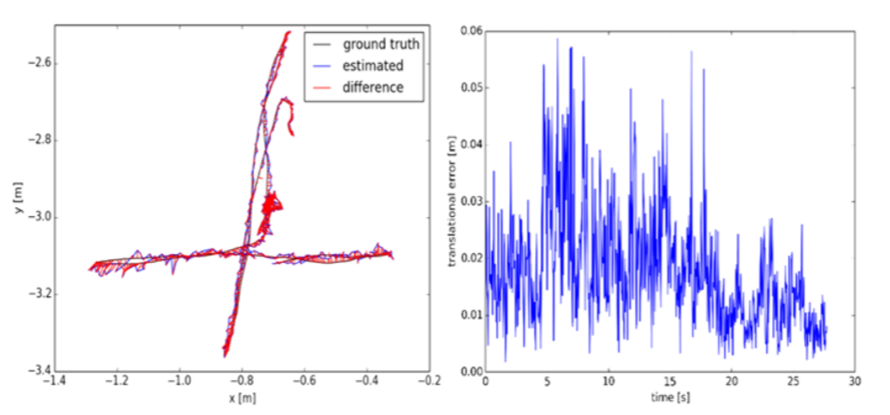 ground truth
estimated
difference
−2.6
−2.8
−3.0
−3.2
−3.4
y [m]
−1.4 −1.2 −1.0 −0.8 −0.6 −0.4 −0.2
x [m]
0.06
0.05
0.04
0.03
0.02
0.01
0.00
translational error [m]
0 5 10 15 20 25 30
time [s]